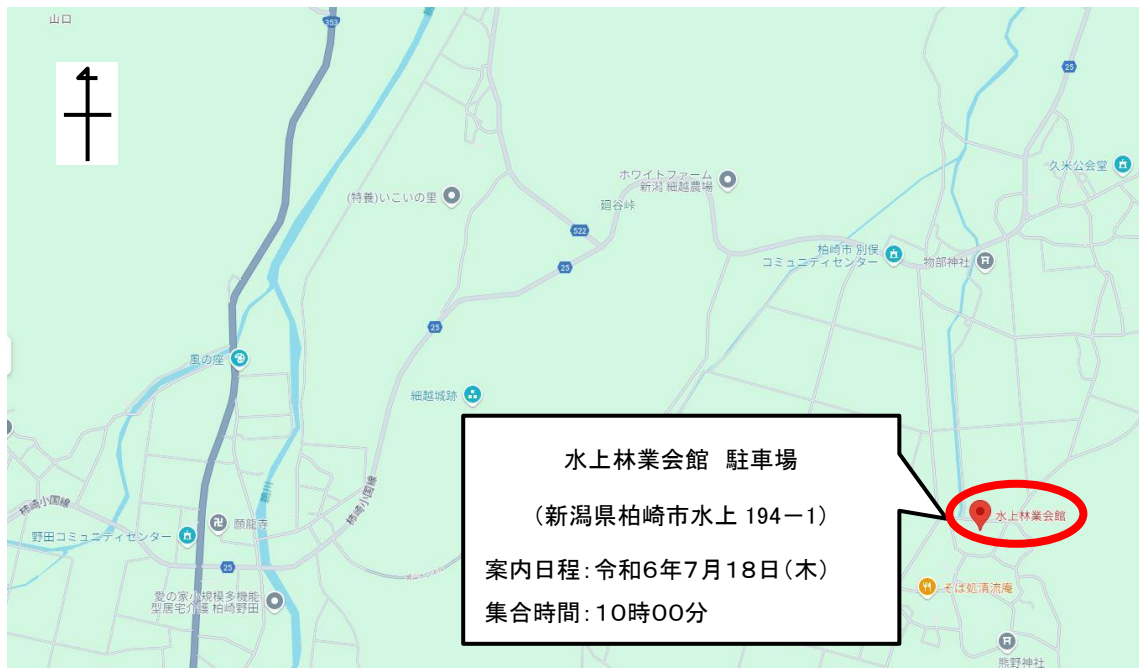 山口
353
25
久米公会堂
ホワイトファーム
新潟 細越農場
(特養)いこいの里
廻谷峠
522
柏崎市 別俣
コミュニティセンター
物部神社
25
25
風の座
細越城跡
水上林業会館 駐車場
(新潟県柏崎市水上 194-1)
案内日程:令和6年7月18日(木)
集合時間:10時00分
水上林業会館
柿崎小国線
柿崎小国線
鯖川
願龍寺
野田コミュニティセンター
25
愛の家小規模多機能
型居宅介護 柏崎野田
そば処清流庵
熊野神社